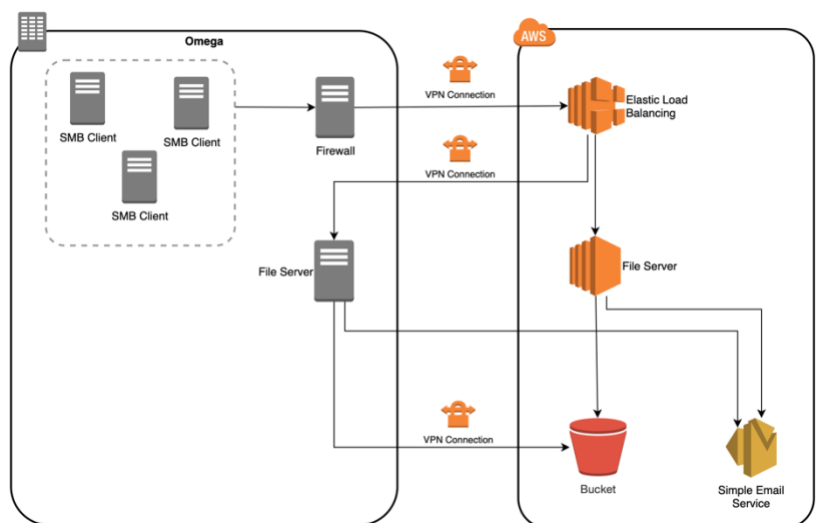 Omega
AWS
SMB Client
SMB Client
SMB Client
Firewall
VPN Connection
Elastic Load
Balancing
VPN Connection
File Server
File Server
VPN Connection
Bucket
Simple Email
Service